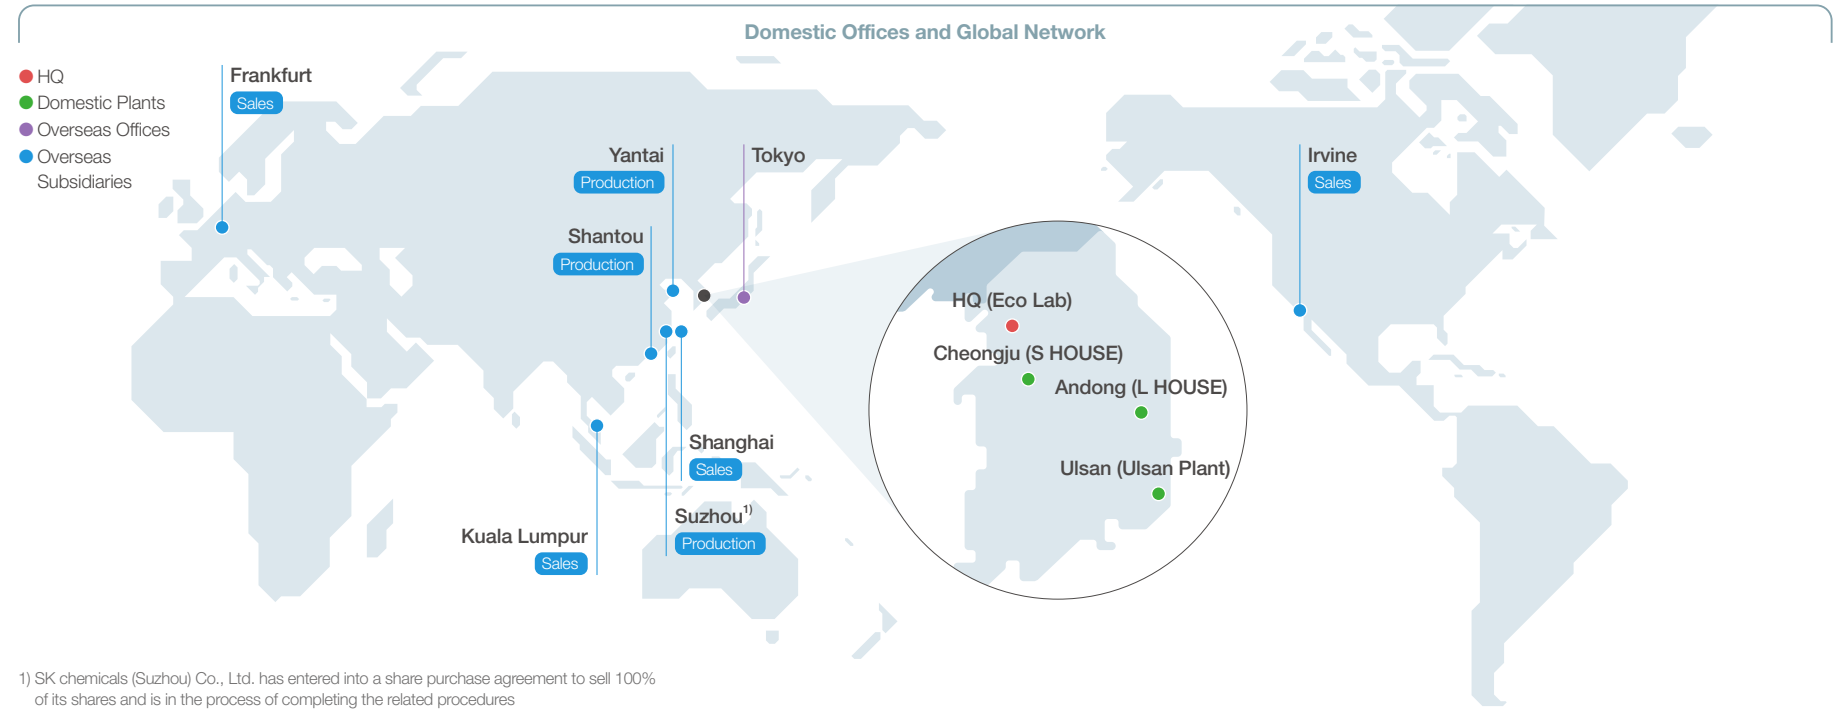 Domestic Offices and Global Network
HQ
Domestic Plants
Overseas Offices
Overseas
Subsidiaries
Frankfurt
Sales
Yantai
Production
Tokyo
Shantou
Production
Irvine
Sales
HQ (Eco Lab)
Cheongju (S HOUSE)
Andong (L HOUSE)
Ulsan (Ulsan Plant)
Shanghai
Sales
Suzhou¹⁾
Production
Kuala Lumpur
Sales
1) SK chemicals (Suzhou) Co., Ltd. has entered into a share purchase agreement to sell 100%
of its shares and is in the process of completing the related procedures